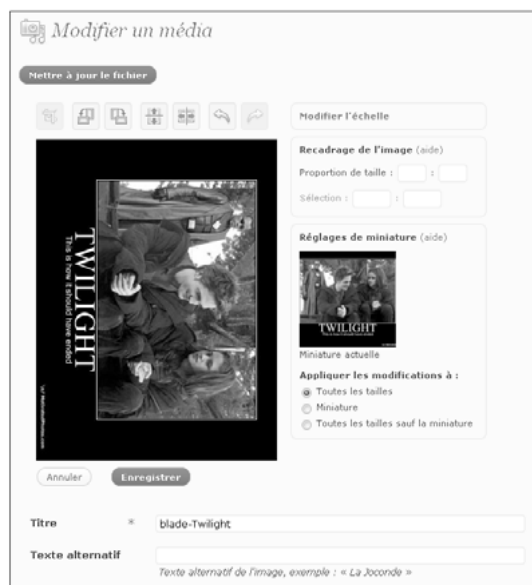 Modifier un média
Mettre à jour le fichier
Modifier l'échelle
Recadrage de l'image (aide)
Proportion de taille : :
Sélection : :
TWILIGHT
This is how it should have ended
Réglages de miniature (aide)
TWILIGHT
Miniature actuelle
Appliquer les modifications à :
Toutes les tailles
Miniature
Toutes les tailles sauf la miniature
Annuler
Enregistrer
Titre *
blade-Twilight
Texte alternatif
Texte alternatif de l'image, exemple : « La Joconde »